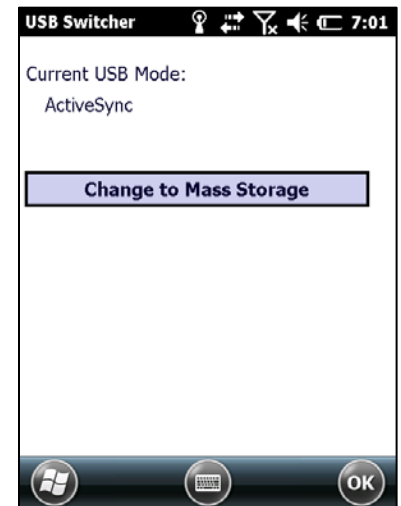 USB Switcher 7:01
Current USB Mode:
ActiveSync
Change to Mass Storage
OK